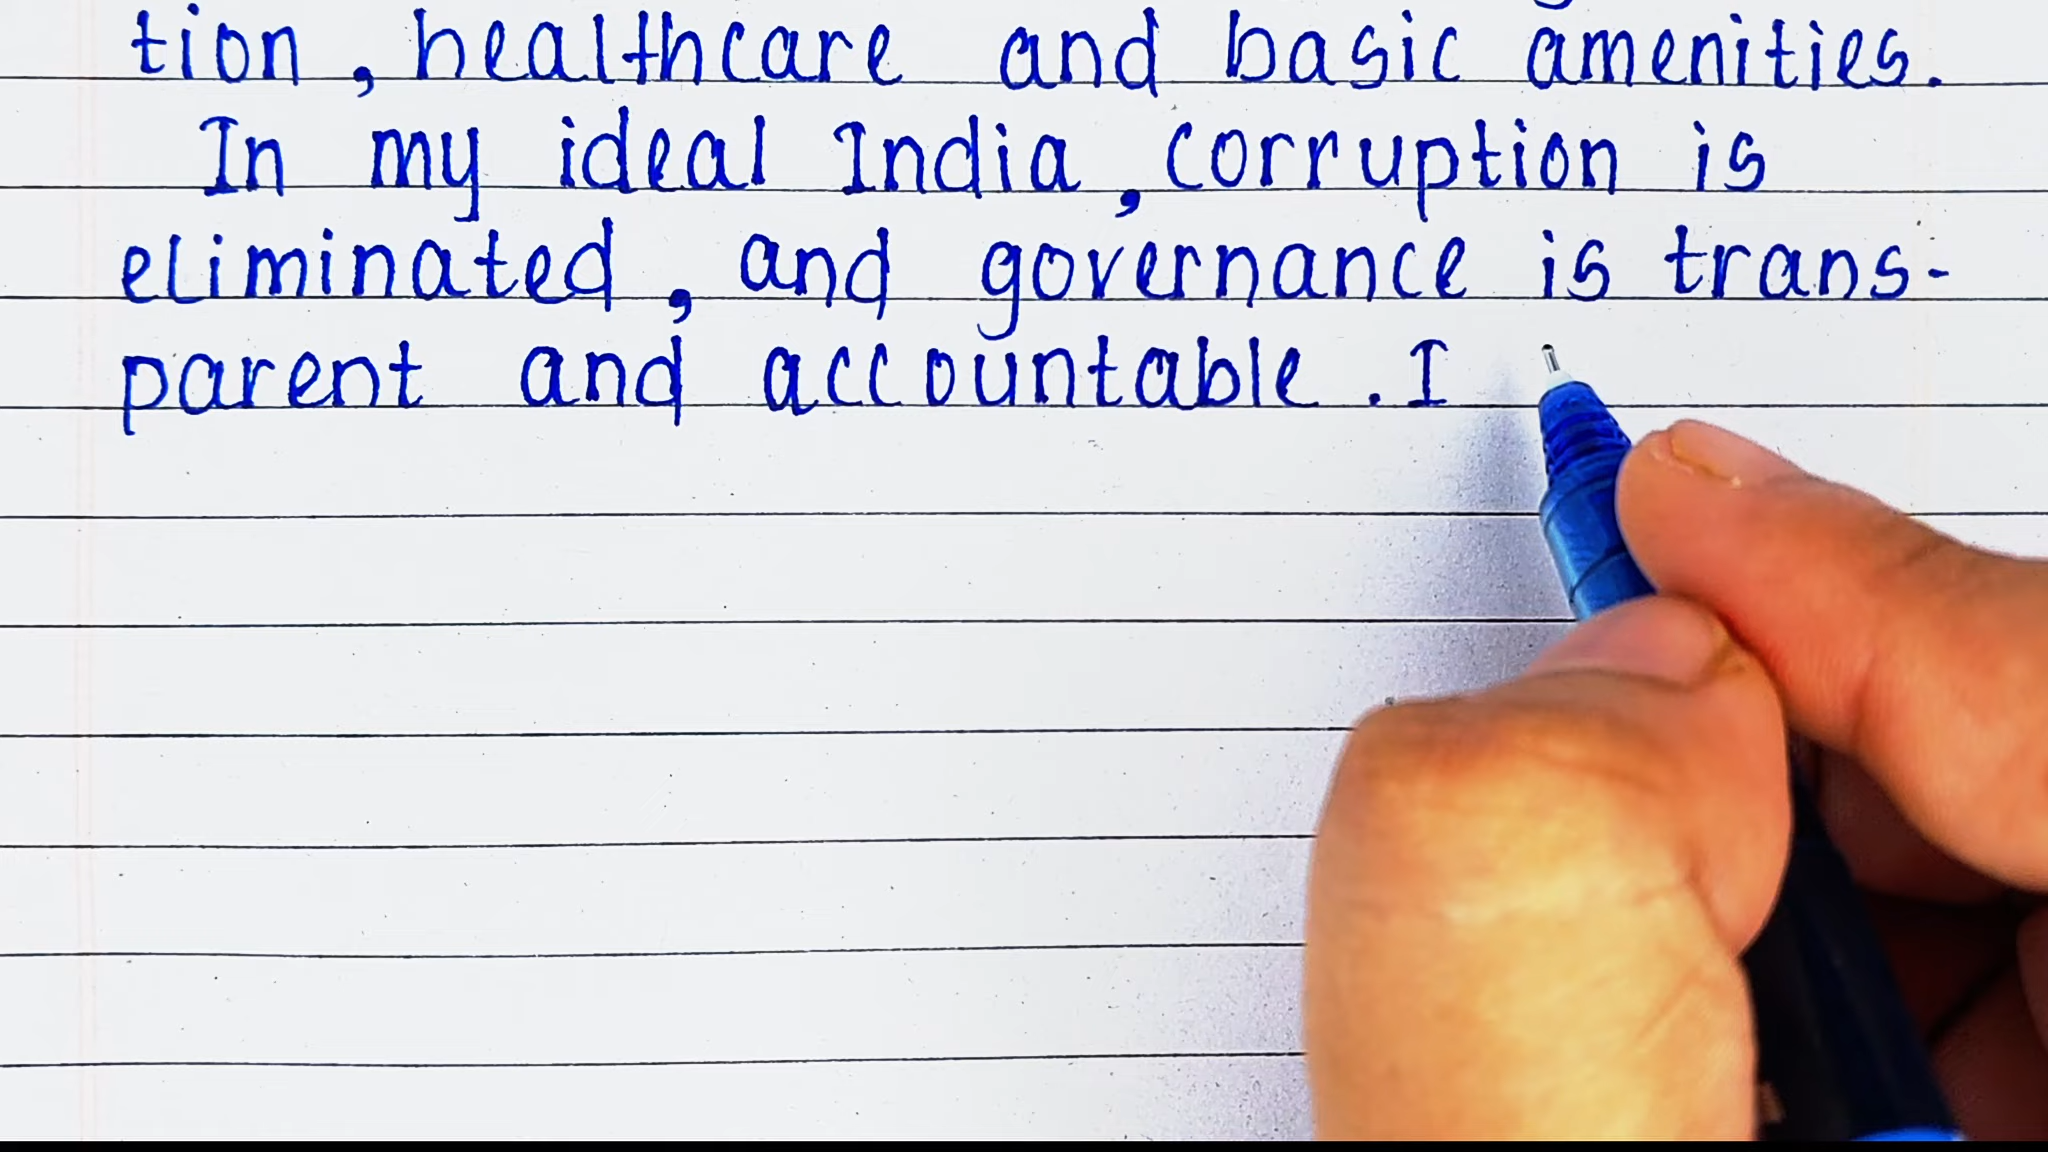 tion, healthcare and basic amenities.
In my ideal India, corruption is
eliminated, and governance is trans-
parent and accountable. I